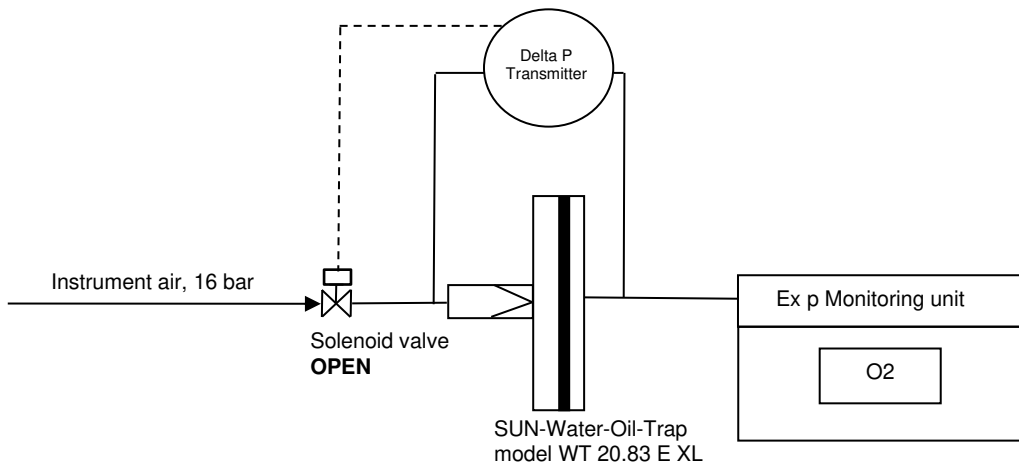 Delta P
Transmitter
Instrument air, 16 bar
Solenoid valve
OPEN
Ex p Monitoring unit
O2
SUN-Water-Oil-Trap
model WT 20.83 E XL